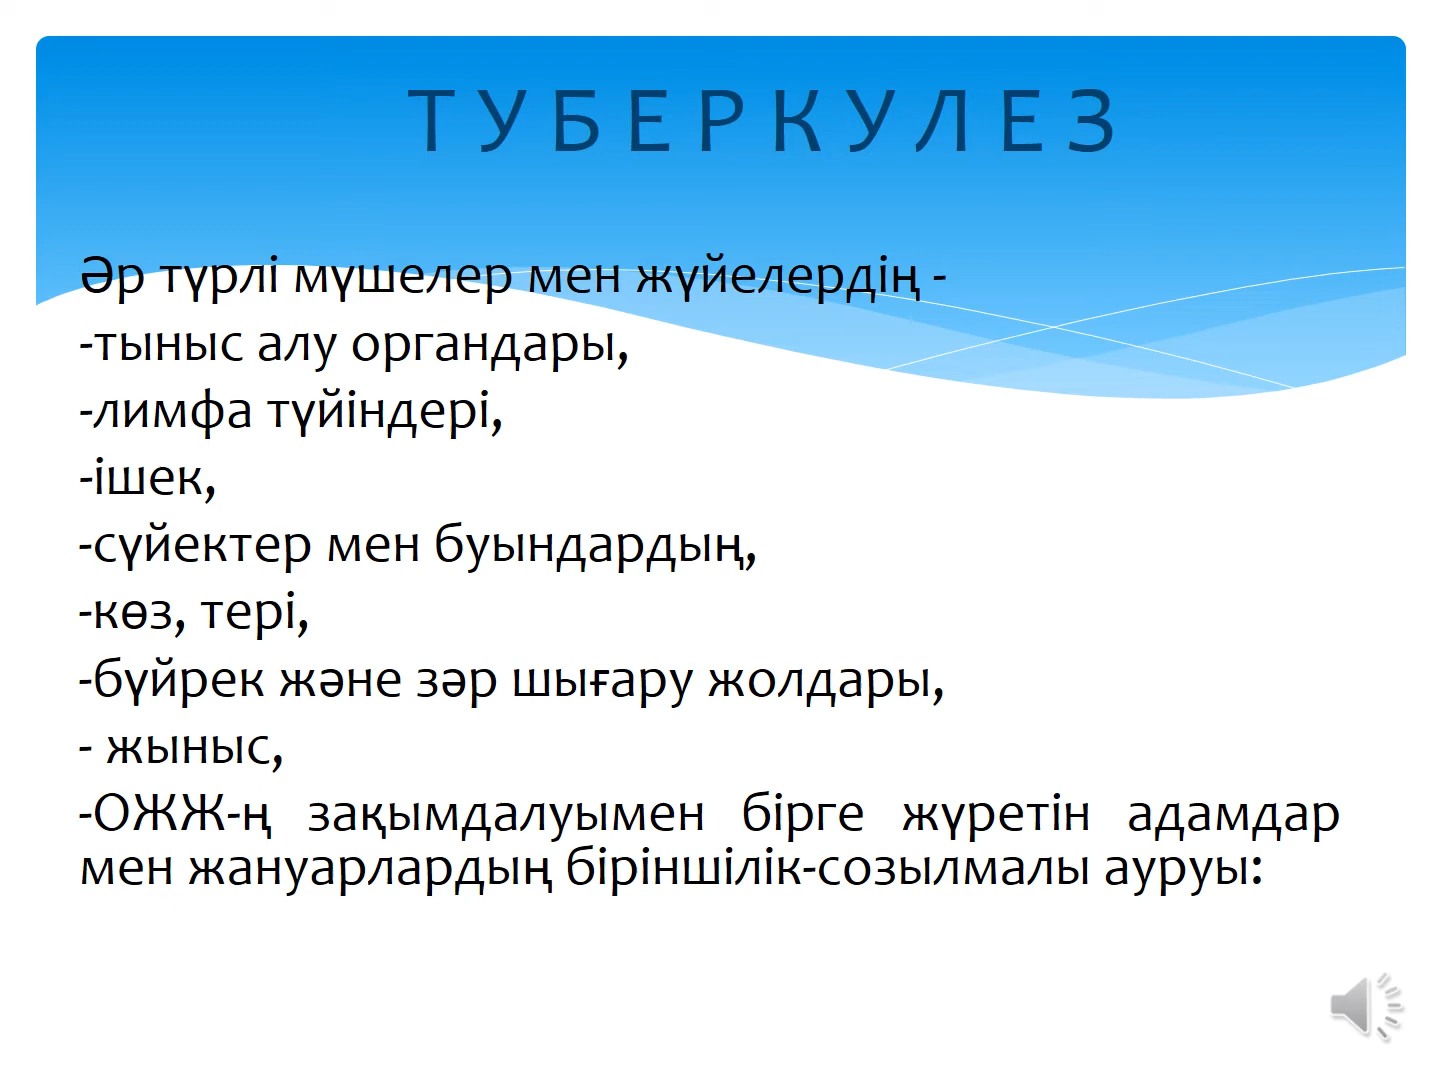 Т У Б Е Р К У Л Е З
Әр түрлі мүшелер мен жүйелердің -
-тыныс алу органдары,
-лимфа түйіндері,
-ішек,
-сүйектер мен буындардың,
-көз, тері,
-бүйрек және зәр шығару жолдары,
- жыныс,
-ОЖЖ-ң зақымдалуымен бірге жүретін адамдар
мен жануарлардың біріншілік-созылмалы ауруы: